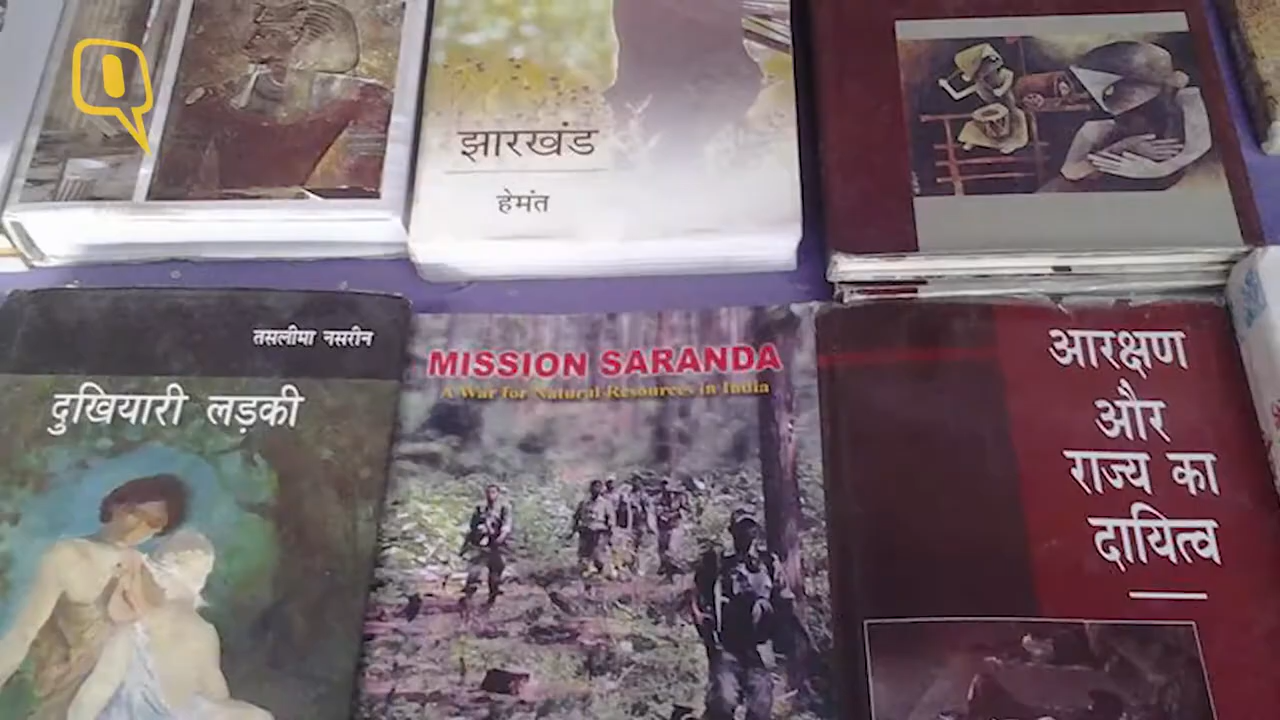 झारखंड
हेमंत
तसलीमा नसरीन
दुखियारी लड़की
MISSION SARANDA
A War for Natural Resources in India
आरक्षण
और
राज्य का
दायित्व